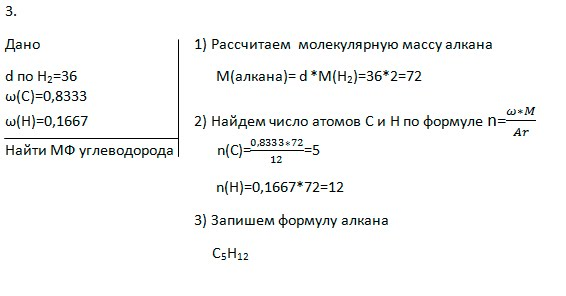 3.
Дано
d по H₂=36
ω(C)=0,8333
ω(H)=0,1667
Найти МФ углеводорода
1) Рассчитаем молекулярную массу алкана
M(алкана)= d *M(H₂)=36*2=72
2) Найдем число атомов С и Н по формуле n=ω*M/Ar
n(C)=0,8333*72/12=5
n(H)=0,1667*72=12
3) Запишем формулу алкана
C₅H₁₂